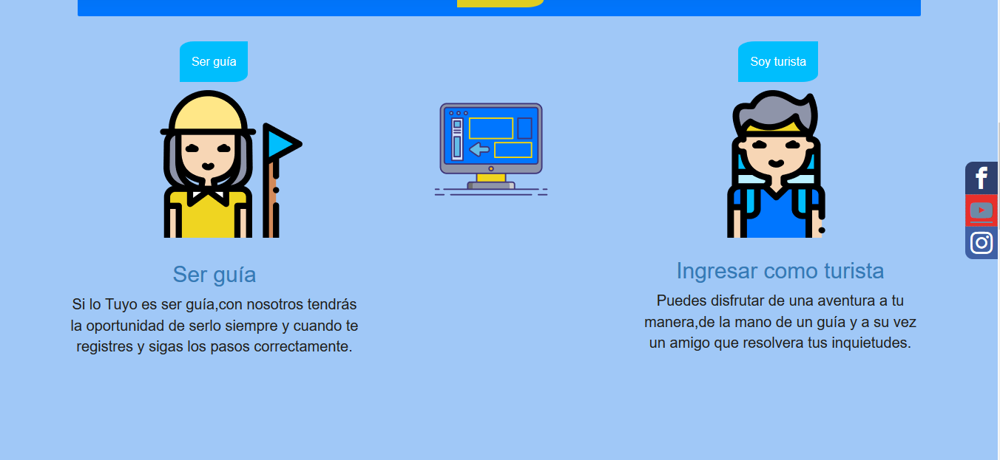 Ser guía
Soy turista
Ser guía
Si lo Tuyo es ser guía,con nosotros tendrás
la oportunidad de serlo siempre y cuando te
registres y sigas los pasos correctamente.
Ingresar como turista
Puedes disfrutar de una aventura a tu
manera,de la mano de un guía y a su vez
un amigo que resolvera tus inquietudes.